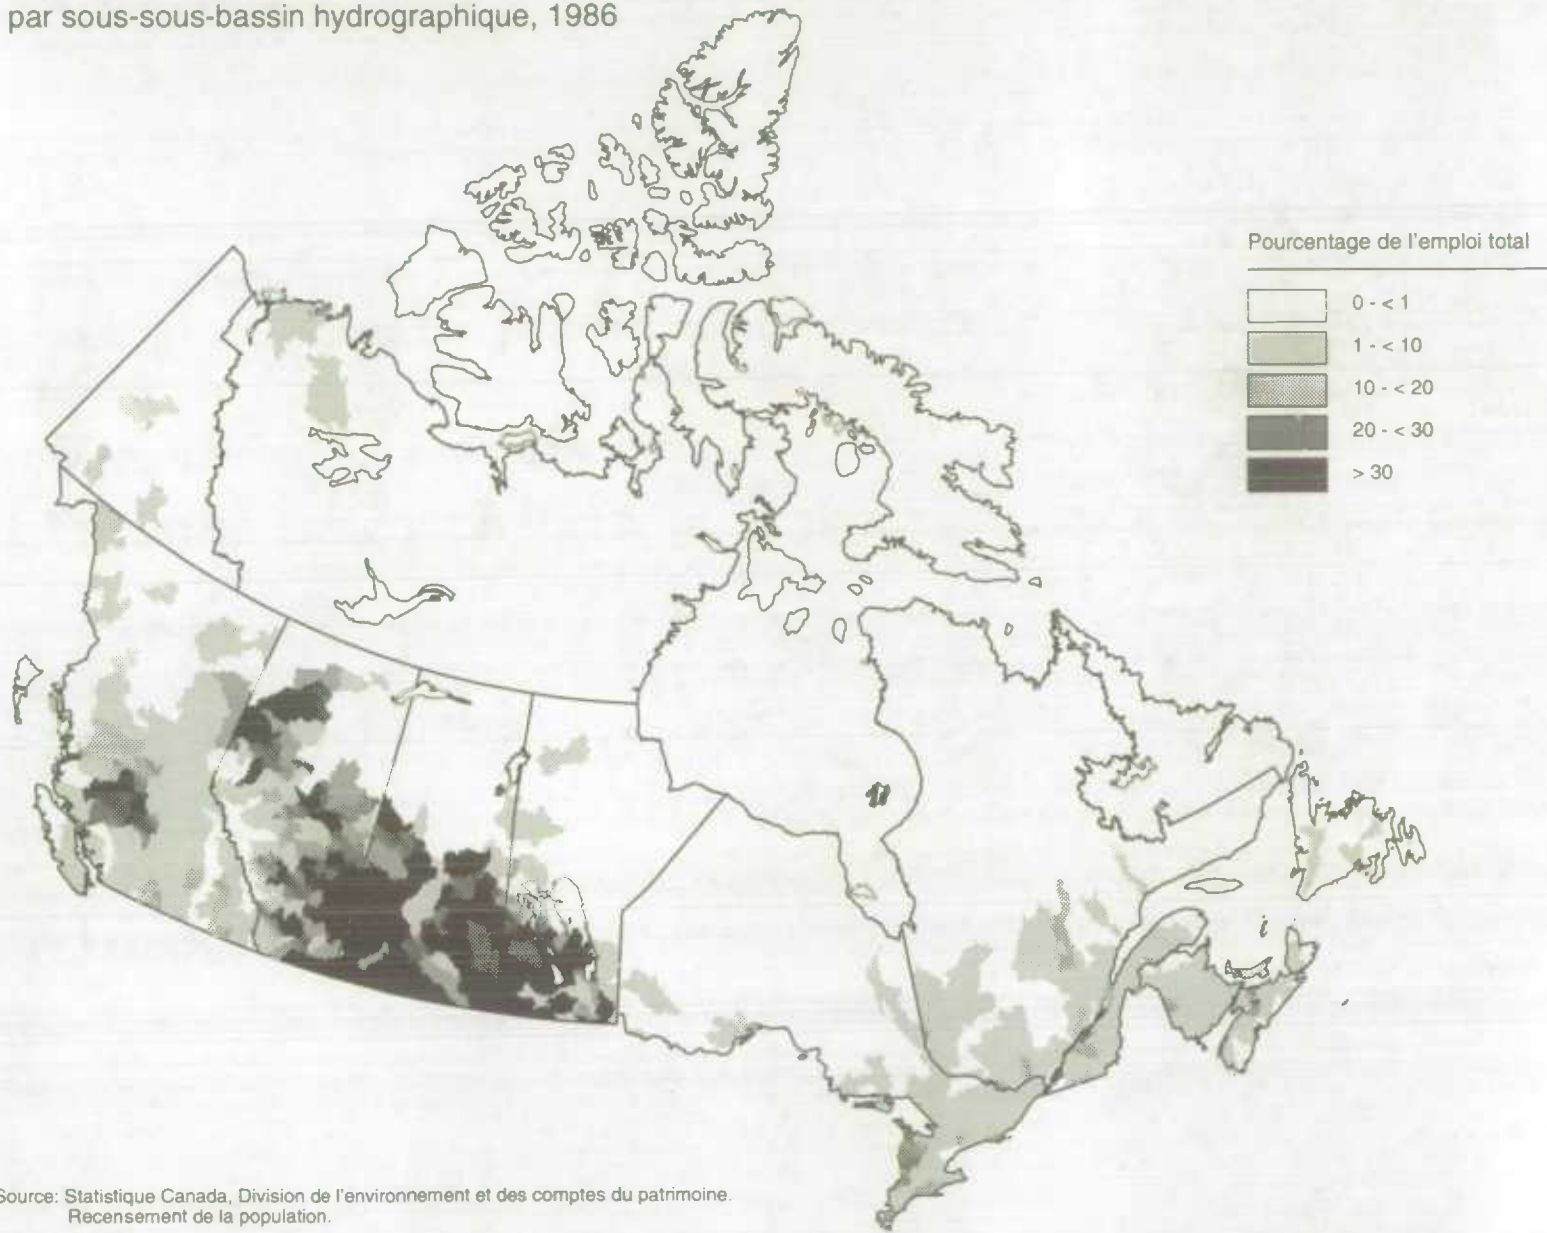 par sous-sous-bassin hydrographique, 1986
Pourcentage de l'emploi total
0 - < 1
1 - < 10
10 - < 20
20 - < 30
> 30
Source: Statistique Canada, Division de l'environnement et des comptes du patrimoine.
Recensement de la population.